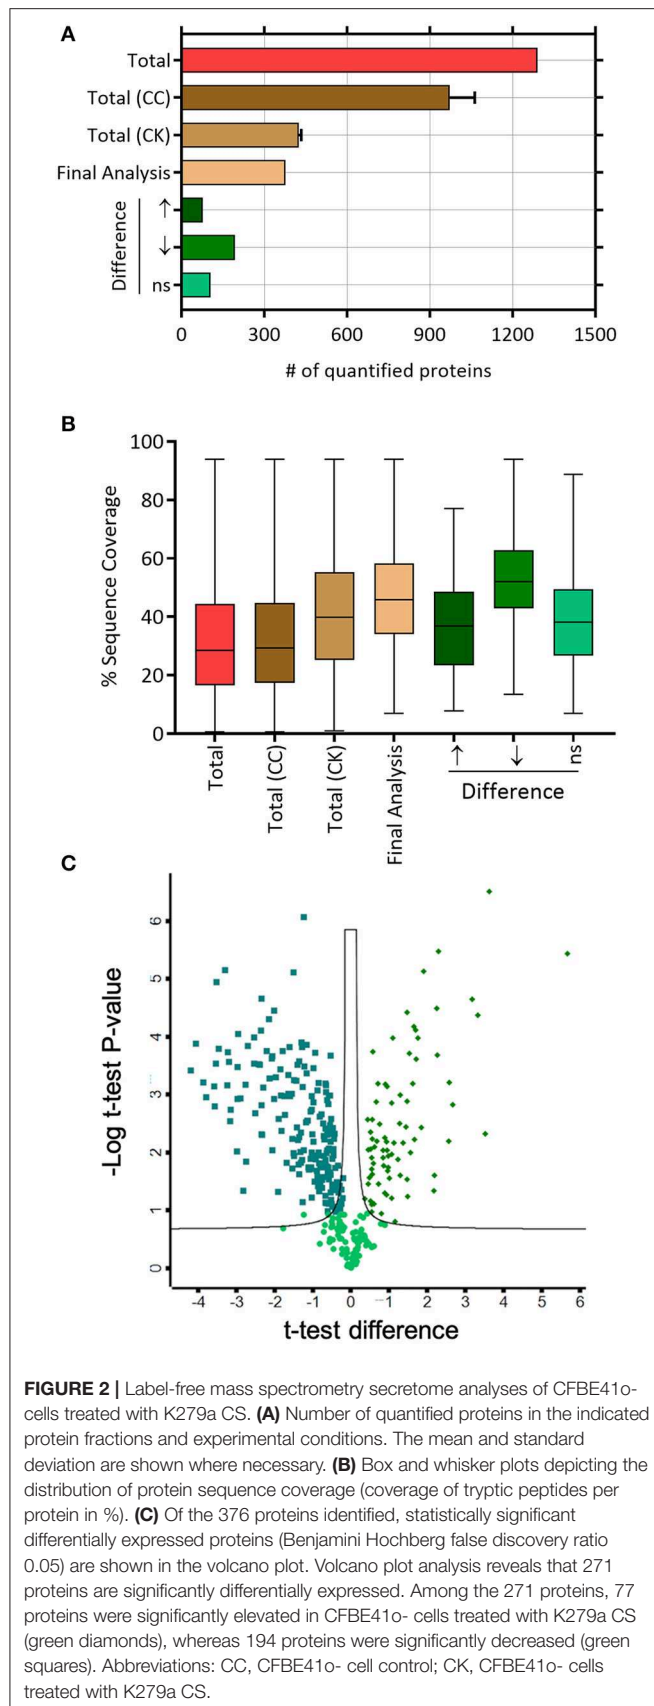 A
Total
Total (CC)
Total (CK)
Final Analysis
Difference
↑
↓
ns
0 300 600 900 1200 1500
# of quantified proteins
B
% Sequence Coverage
100
80
60
40
20
0
Total
Total (CC)
Total (CK)
Final Analysis
↑
↓
ns
Difference
C
-Log t-test P-value
6
5
4
3
2
1
0
-4 -3 -2 -1 0 1 2 3 4 5 6
t-test difference
FIGURE 2 | Label-free mass spectrometry secretome analyses of CFBE41o-
cells treated with K279a CS. (A) Number of quantified proteins in the indicated
protein fractions and experimental conditions. The mean and standard
deviation are shown where necessary. (B) Box and whisker plots depicting the
distribution of protein sequence coverage (coverage of tryptic peptides per
protein in %). (C) Of the 376 proteins identified, statistically significant
differentially expressed proteins (Benjamini Hochberg false discovery ratio
0.05) are shown in the volcano plot. Volcano plot analysis reveals that 271
proteins are significantly differentially expressed. Among the 271 proteins, 77
proteins were significantly elevated in CFBE41o- cells treated with K279a CS
(green diamonds), whereas 194 proteins were significantly decreased (green
squares). Abbreviations: CC, CFBE41o- cell control; CK, CFBE41o- cells
treated with K279a CS.